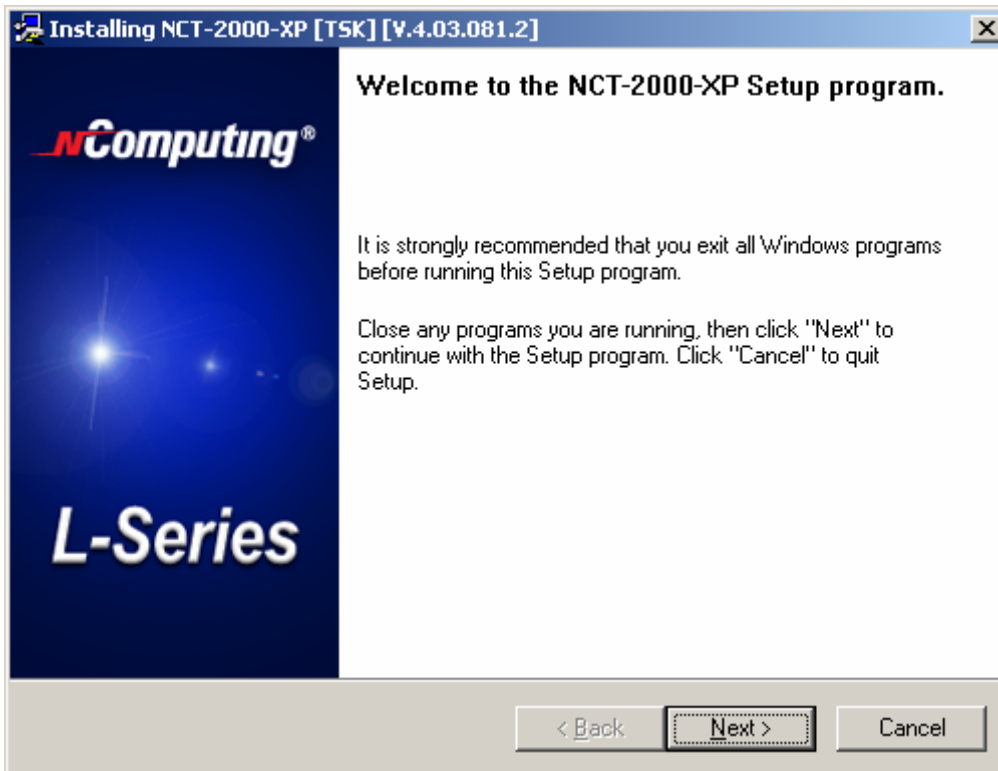 Installing NCT-2000-XP [TSK] [V.4.03.081.2]
NComputing®
L-Series
Welcome to the NCT-2000-XP Setup program.
It is strongly recommended that you exit all Windows programs
before running this Setup program.
Close any programs you are running, then click "Next" to
continue with the Setup program. Click "Cancel" to quit
Setup.
< Back
Next >
Cancel